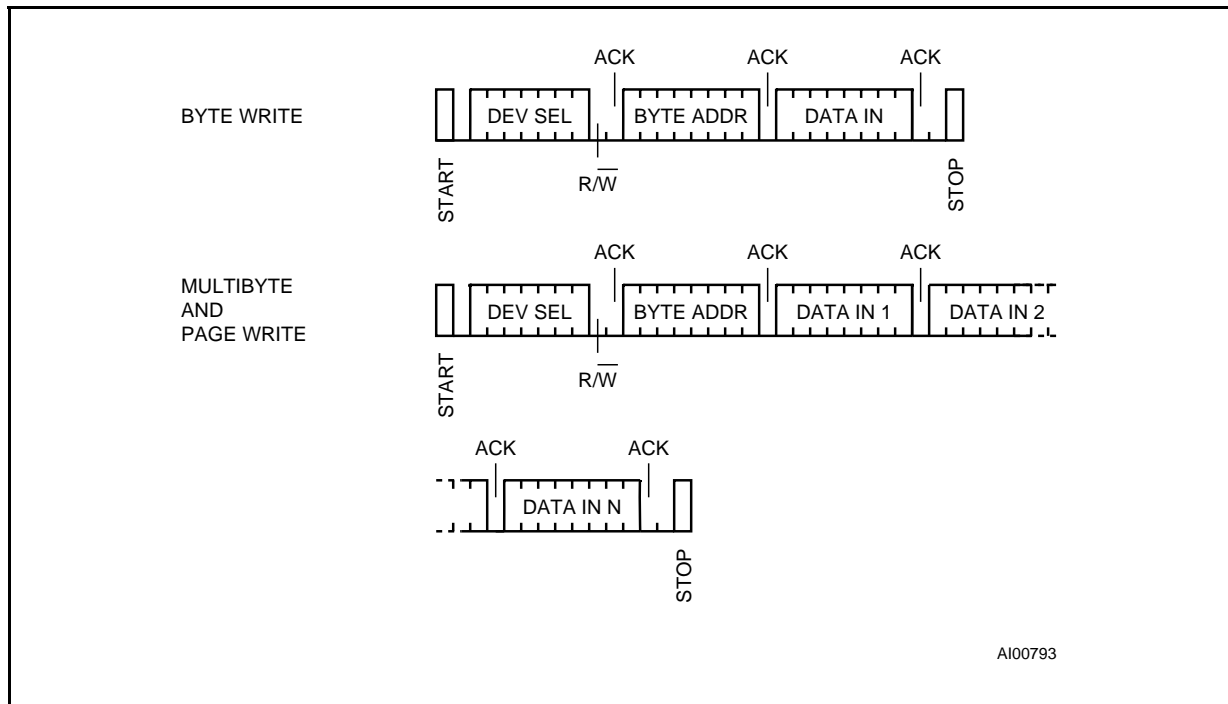 ACK ACK ACK
BYTE WRITE DEV SEL BYTE ADDR DATA IN
R/W̅
START STOP
ACK ACK ACK
MULTIBYTE
AND
PAGE WRITE
DEV SEL BYTE ADDR DATA IN 1 DATA IN 2
R/W̅
START
ACK ACK
DATA IN N
STOP
AI00793